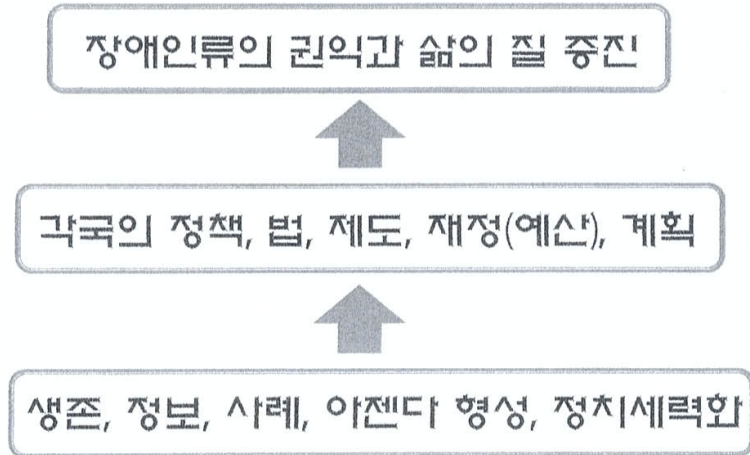 장애인류의 권익과 삶의 질 증진
각국의 정책, 법, 제도, 재정(예산), 계획
생존, 정보, 사례, 아젠다 형성, 정치세력화